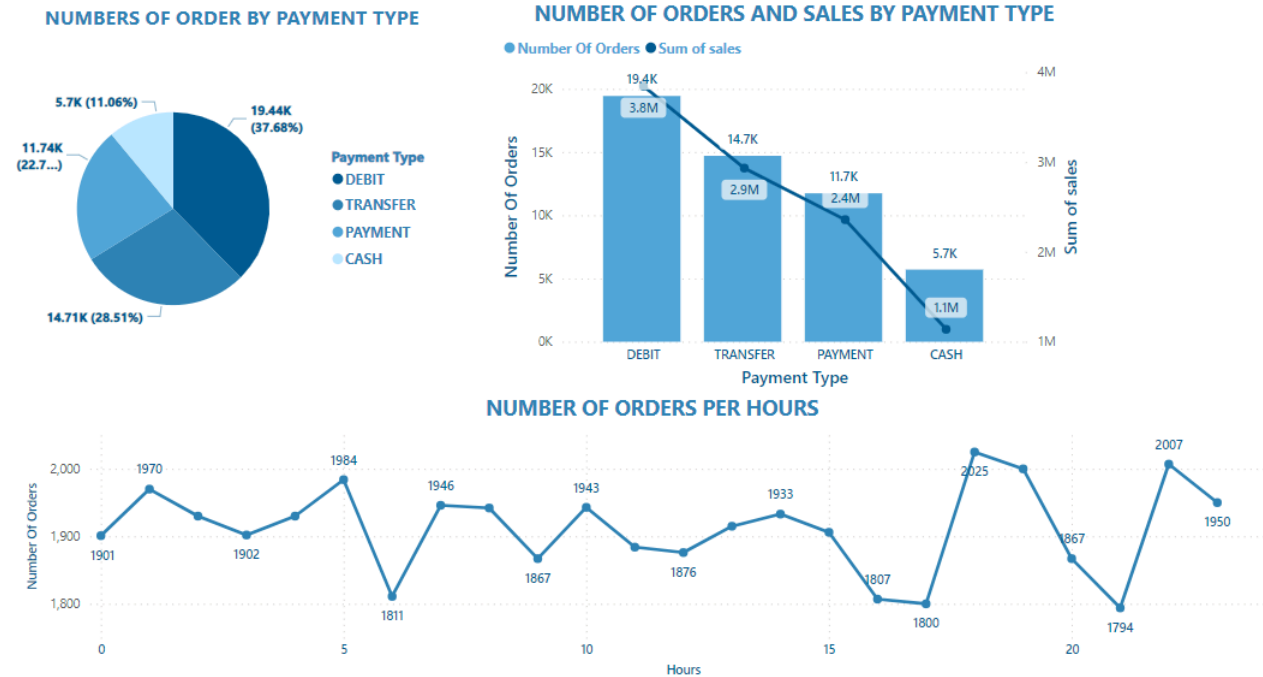 NUMBERS OF ORDER BY PAYMENT TYPE
5.7K (11.06%)
19.44K
(37.68%)
11.74K
(22.7...)
14.71K (28.51%)
Payment Type
DEBIT
TRANSFER
PAYMENT
CASH
NUMBER OF ORDERS AND SALES BY PAYMENT TYPE
Number Of Orders Sum of sales
Number Of Orders
20K
15K
10K
5K
0K
19.4K
3.8M
14.7K
2.9M
11.7K
2.4M
5.7K
1.1M
4M
3M
2M
1M
Sum of sales
DEBIT TRANSFER PAYMENT CASH
Payment Type
NUMBER OF ORDERS PER HOURS
Number Of Orders
2,000
1,900
1,800
1901
1970
1902
1984
1811
1946
1867
1943
1876
1933
1807
1800
2025
1867
1794
2007
1950
0 5 10 15 20
Hours